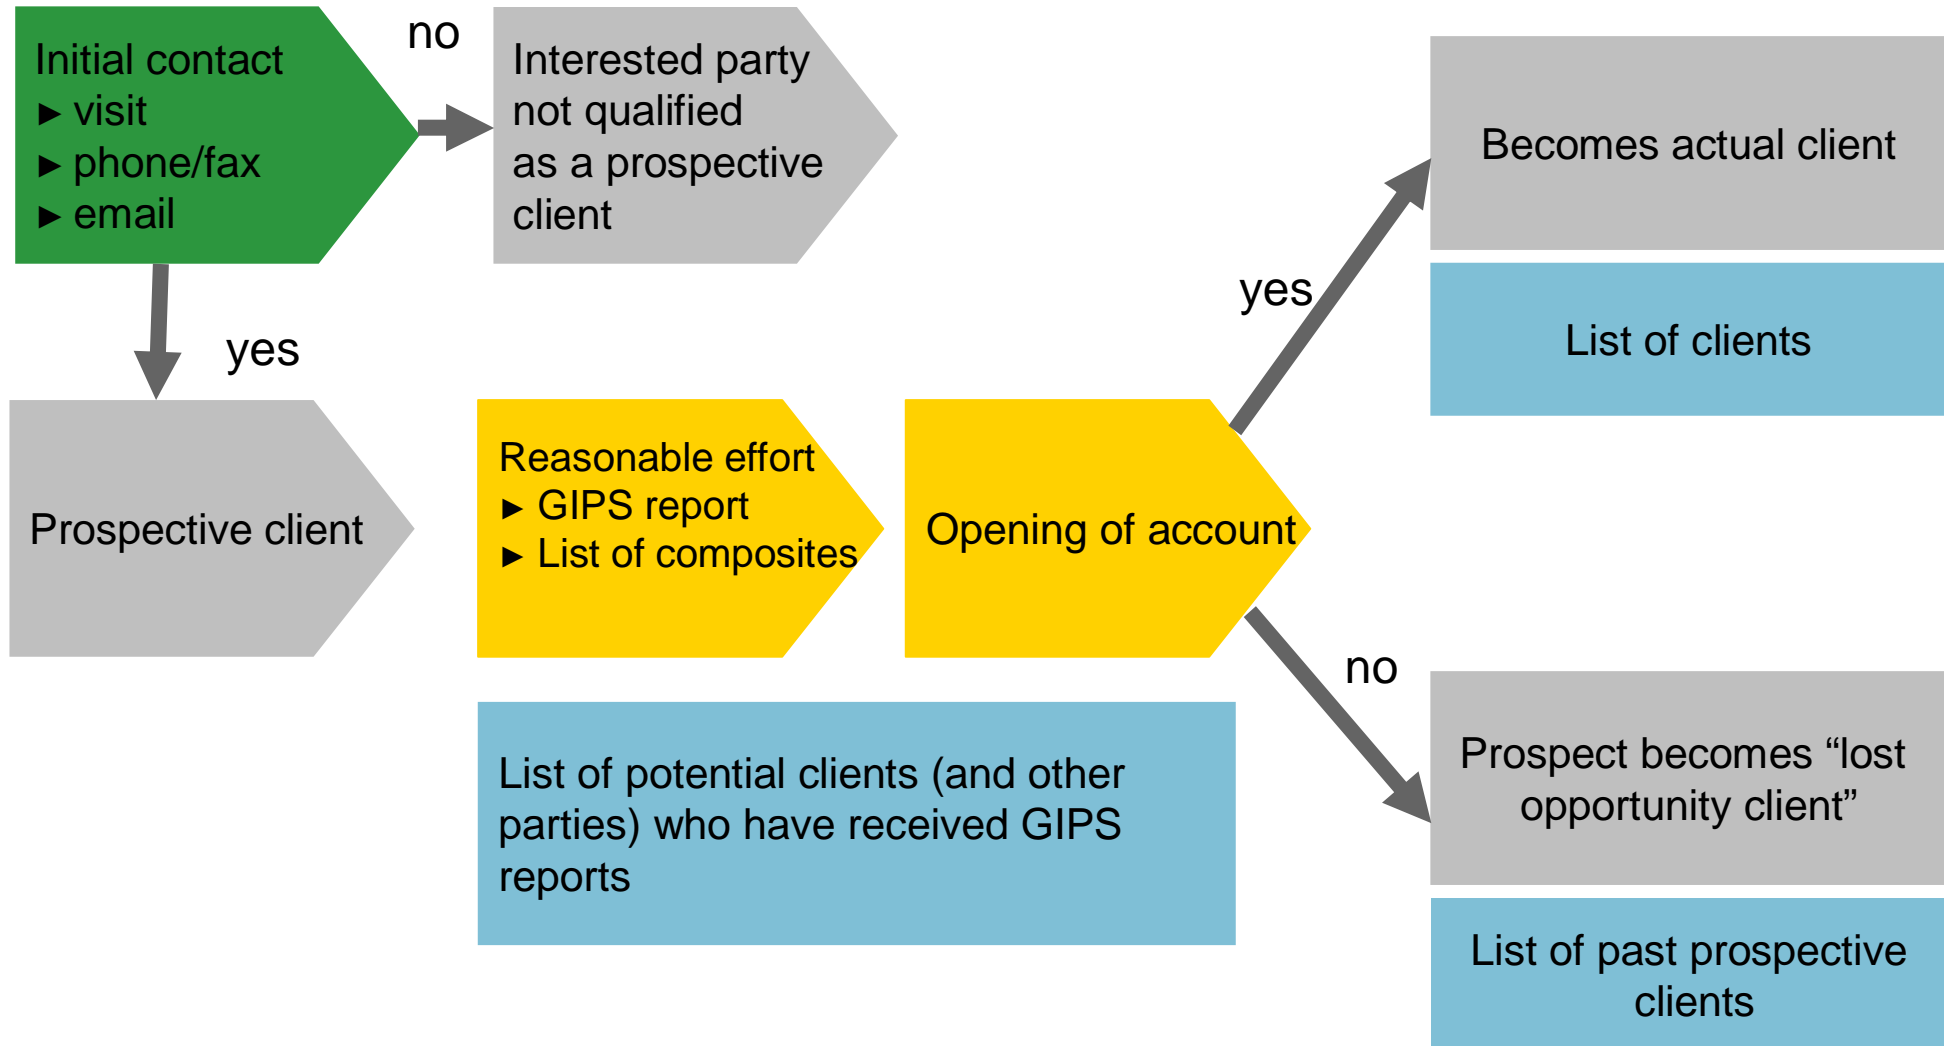 Initial contact
► visit
► phone/fax
► email
no
Interested party
not qualified
as a prospective
client
yes
Prospective client
Reasonable effort
► GIPS report
► List of composites
Opening of account
List of potential clients (and other
parties) who have received GIPS
reports
yes
Becomes actual client
List of clients
no
Prospect becomes “lost
opportunity client”
List of past prospective
clients